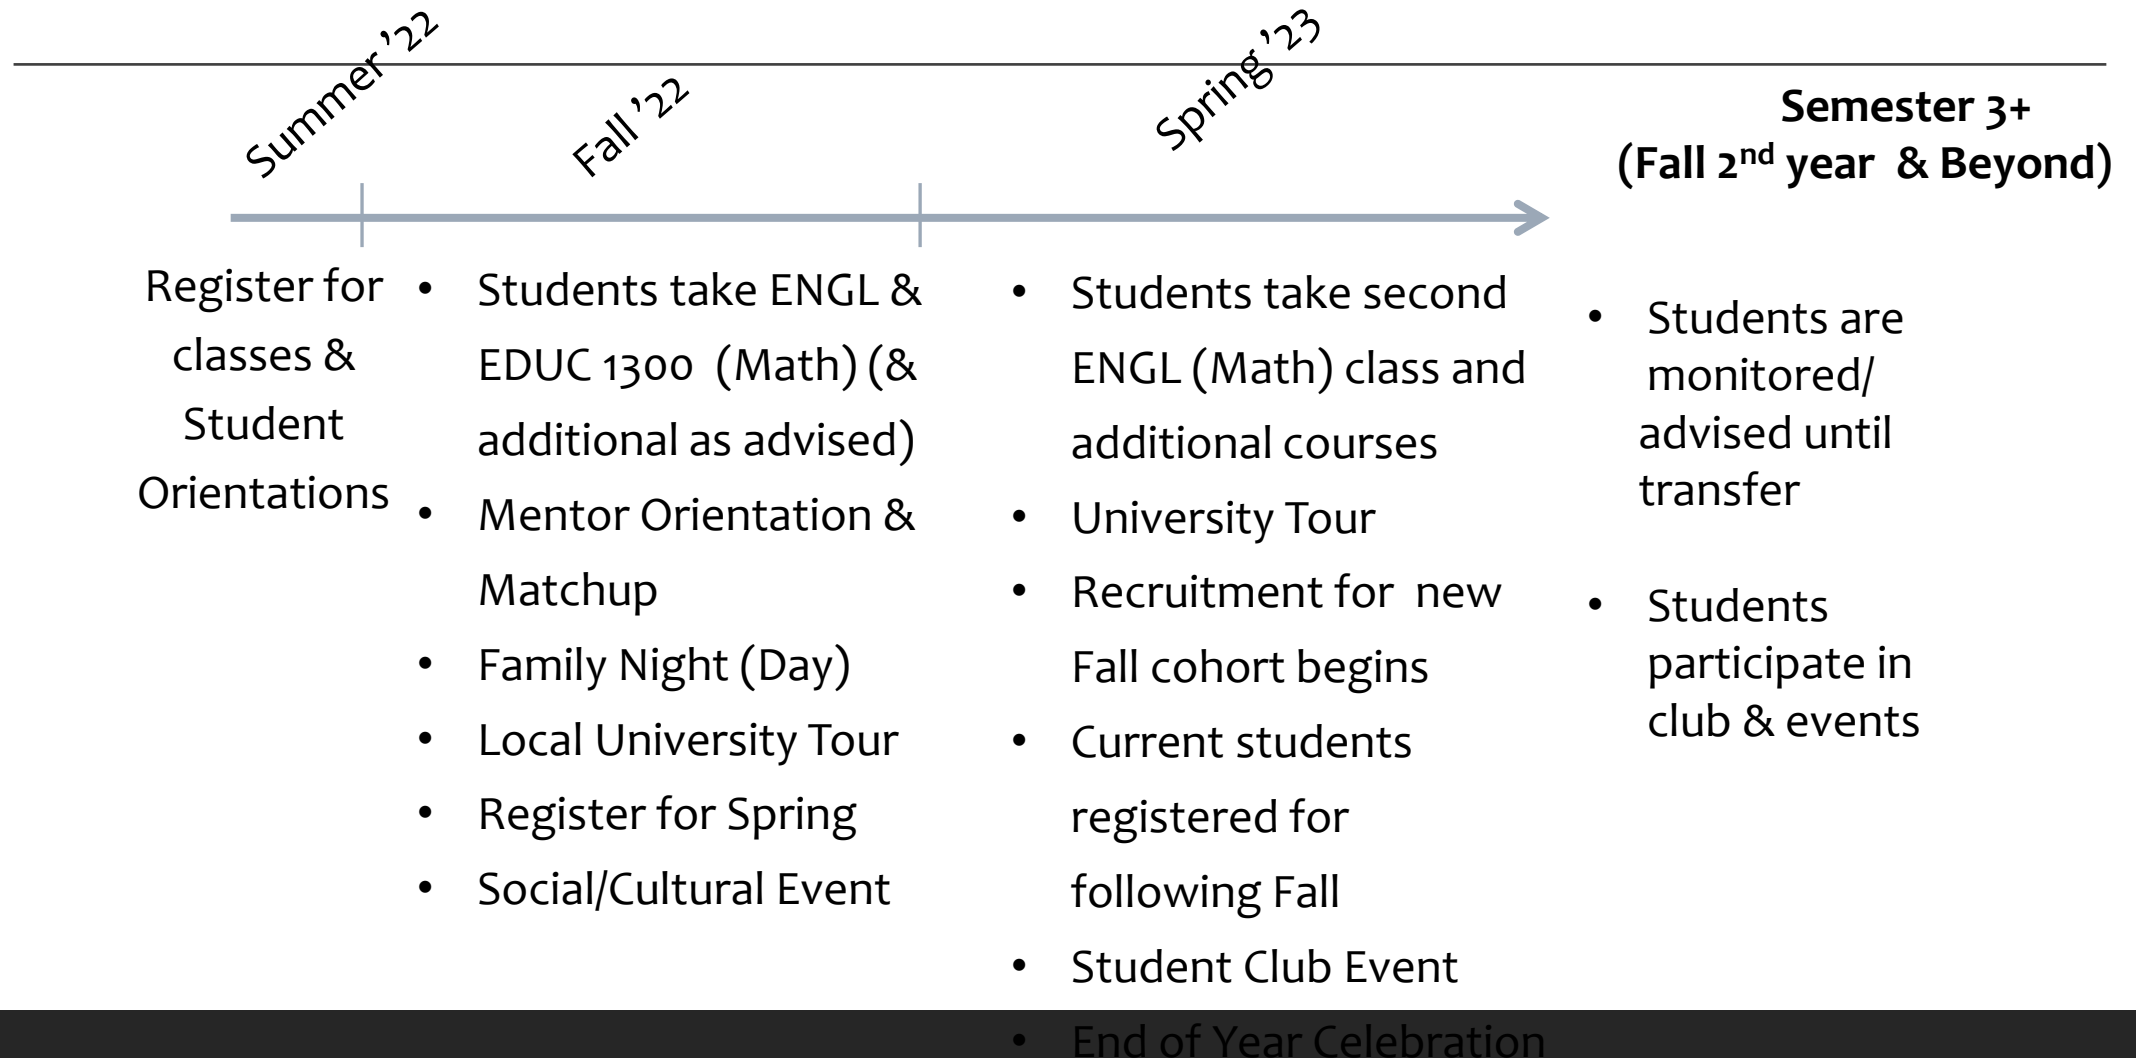 Summer ’22
Fall ’22
Spring ’23
Semester 3+
(Fall 2nd year & Beyond)
Register for
classes &
Student
Orientations
• Students take ENGL &
EDUC 1300 (Math) (&
additional as advised)
• Mentor Orientation &
Matchup
• Family Night (Day)
• Local University Tour
• Register for Spring
• Social/Cultural Event
• Students take second
ENGL (Math) class and
additional courses
• University Tour
• Recruitment for new
Fall cohort begins
• Current students
registered for
following Fall
• Student Club Event
• End of Year Celebration
• Students are
monitored/
advised until
transfer
• Students
participate in
club & events